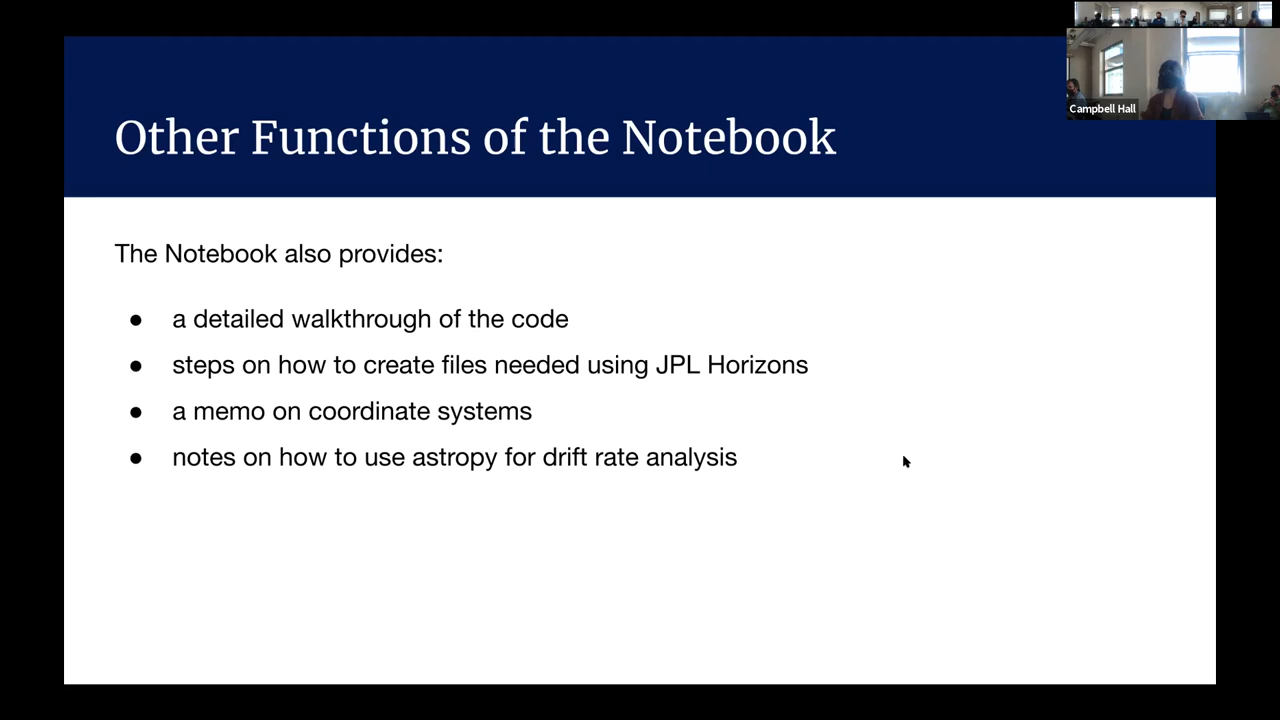 Other Functions of the Notebook
Campbell Hall
The Notebook also provides:
● a detailed walkthrough of the code
● steps on how to create files needed using JPL Horizons
● a memo on coordinate systems
● notes on how to use astropy for drift rate analysis